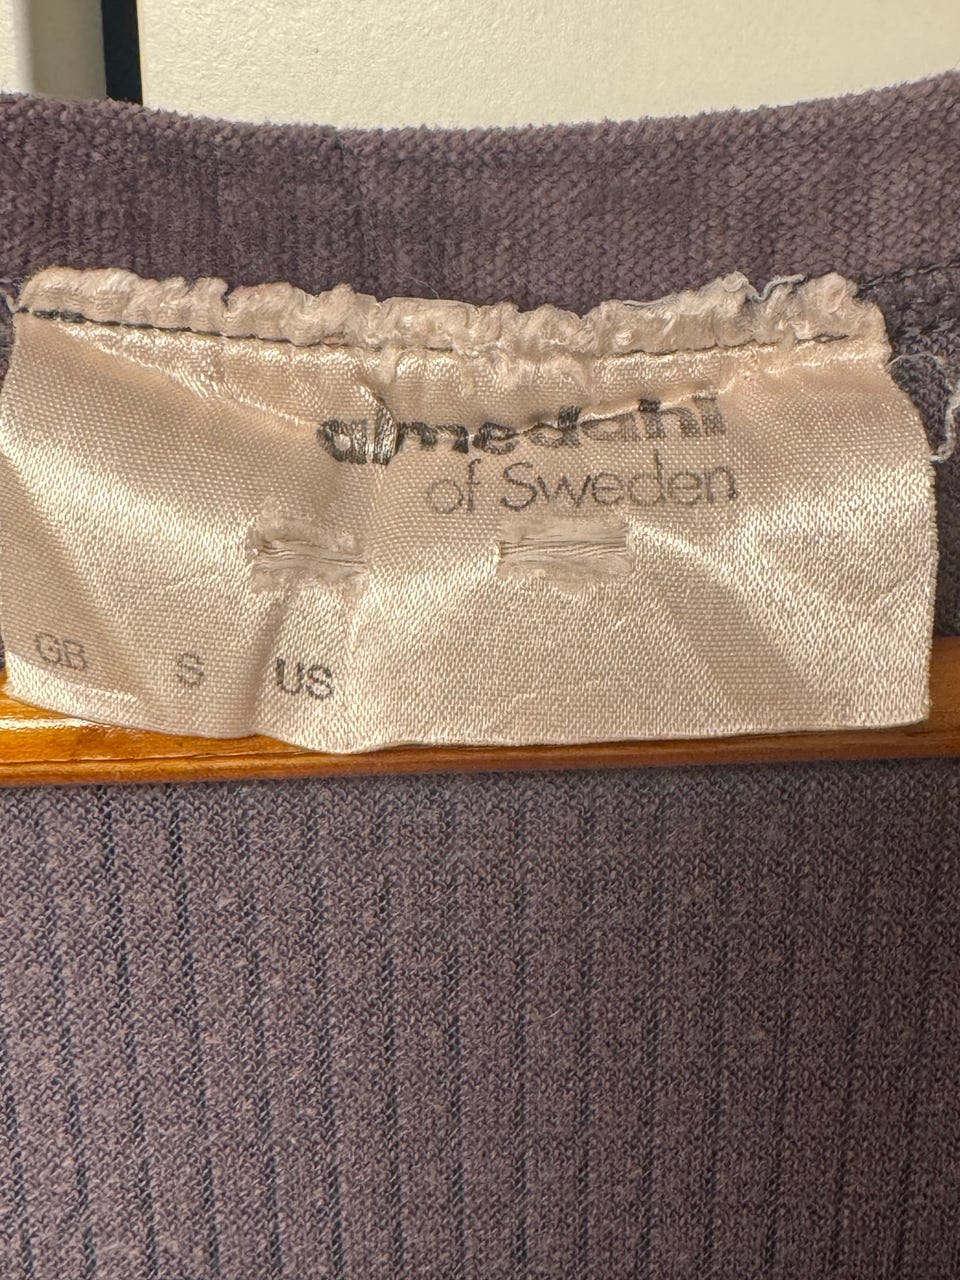 almedahl
of Sweden
GB S US